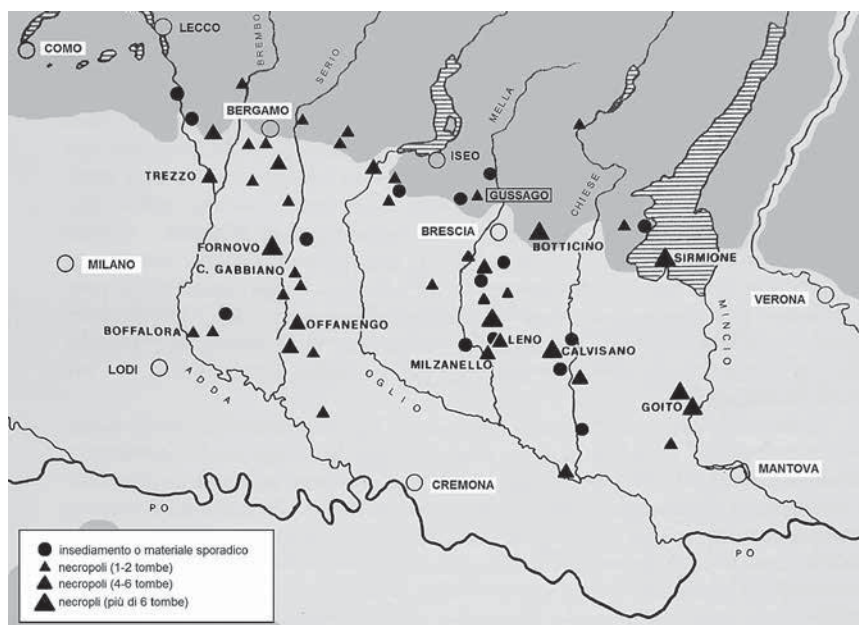 LECCO
COMO
BREMBO
SERIO
BERGAMO
MELLA
ISEO
TREZZO
GUSSAGO
CHIESE
BRESCIA
BOTTICINO
FORNOVO
MILANO
C. GABBIANO
SIRMIONE
VERONA
MINCIO
BOFFALORA
OFFANENGO
LENO
CALVISANO
MILZANELLO
LODI
ADDA
OGLIO
GOITO
CREMONA
MANTOVA
PO
PO
insediamento o materiale sporadico
necropoli (1-2 tombe)
necropoli (4-6 tombe)
necropli (più di 6 tombe)